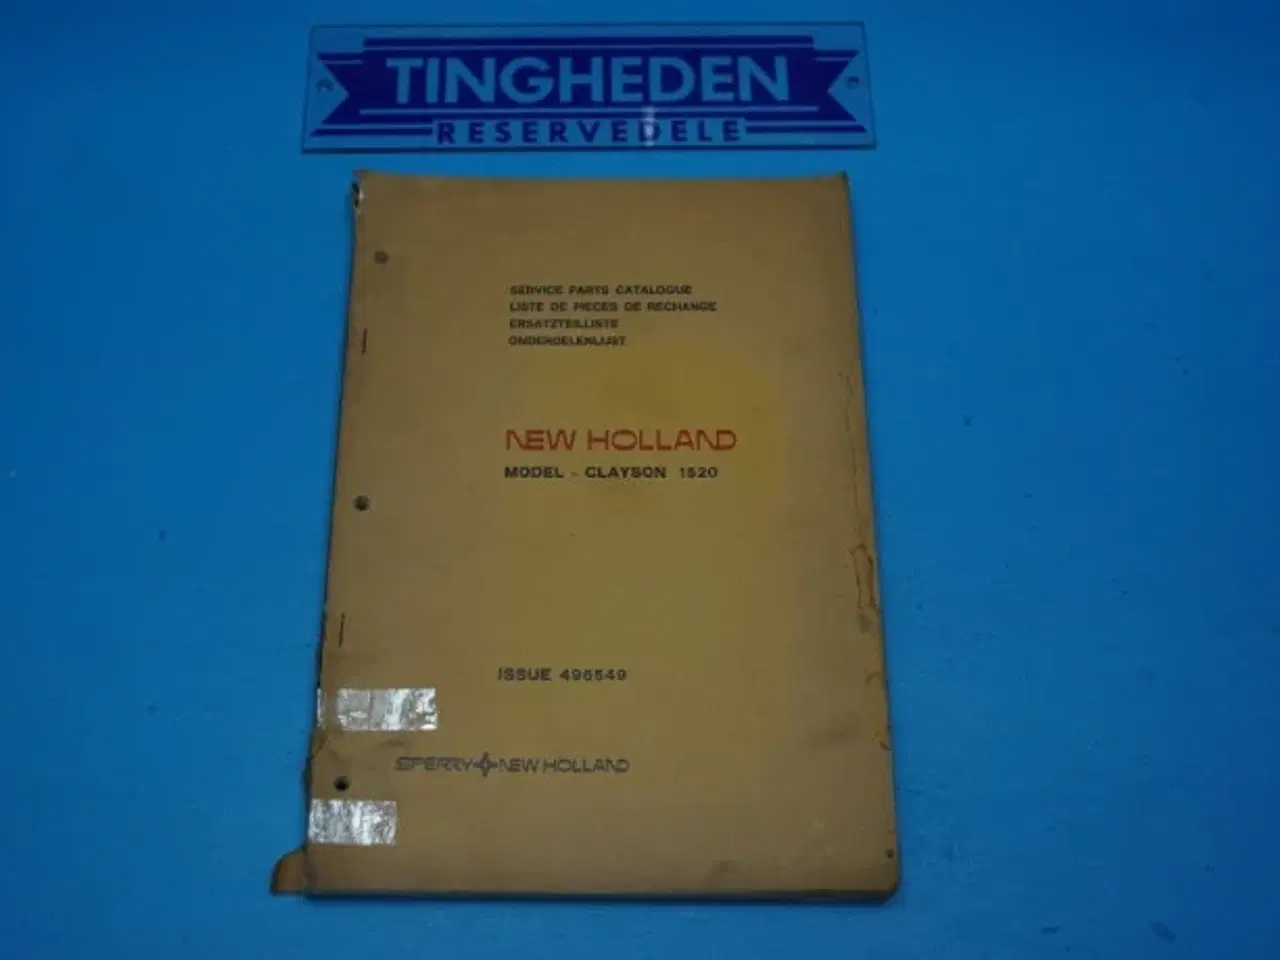 TINGHEDEN
RESERVEDELE
SERVICE PARTS CATALOGUE
LISTE DE PIECES DE RECHANGE
ERSATZTEILLISTE
ONDERDELENLIJST
NEW HOLLAND
MODEL - CLAYSON 1520
ISSUE 496549
SPERRY NEW HOLLAND